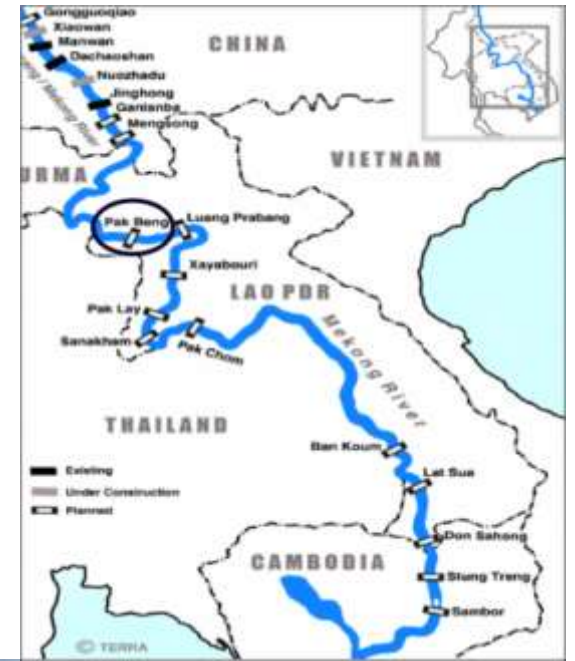 Gongguoqiao
Xiaowan
Manwan
Dachaoshan
Nuozhadu
Jinghong
Ganlanba
Mengsong
Mekong River
CHINA
VIETNAM
URMA
Pak Beng
Luang Prabang
Xayabouri
LAO PDR
Pak Lay
Sanakham
Pak Chom
Mekong River
THAILAND
Ban Koum
Lat Sua
Existing
Under Construction
Planned
Don Sahong
CAMBODIA
Stung Treng
Sambor
© TERRA